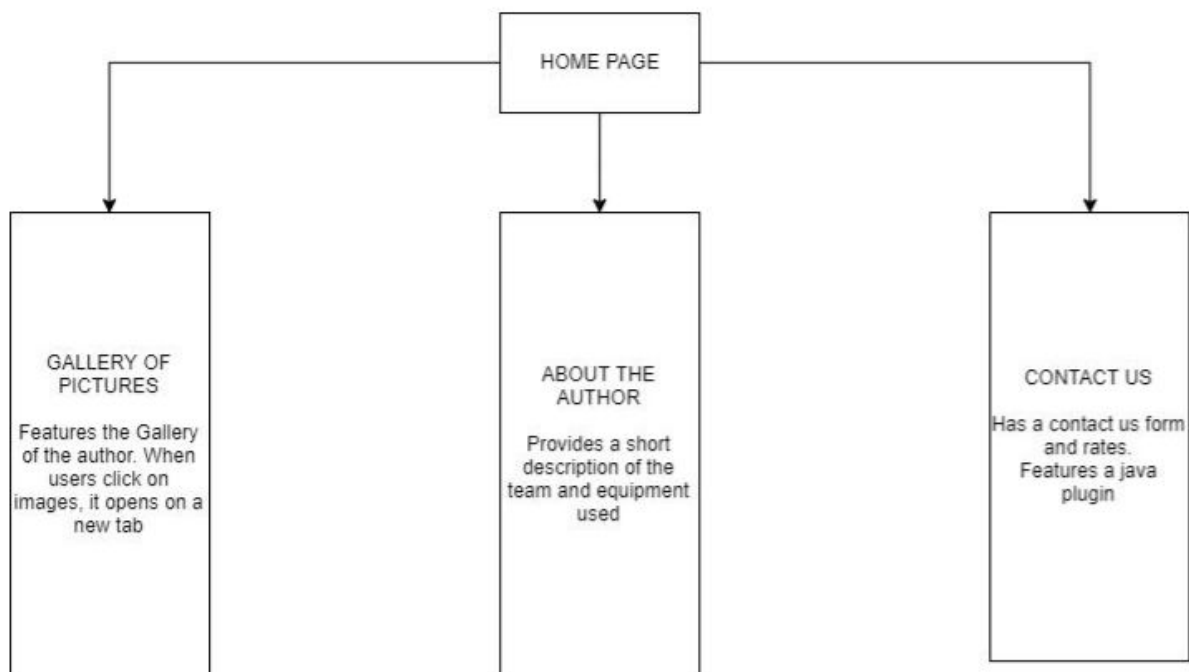 HOME PAGE
GALLERY OF
PICTURES
Features the Gallery
of the author. When
users click on
images, it opens on a
new tab
ABOUT THE
AUTHOR
Provides a short
description of the
team and equipment
used
CONTACT US
Has a contact us form
and rates.
Features a java
plugin